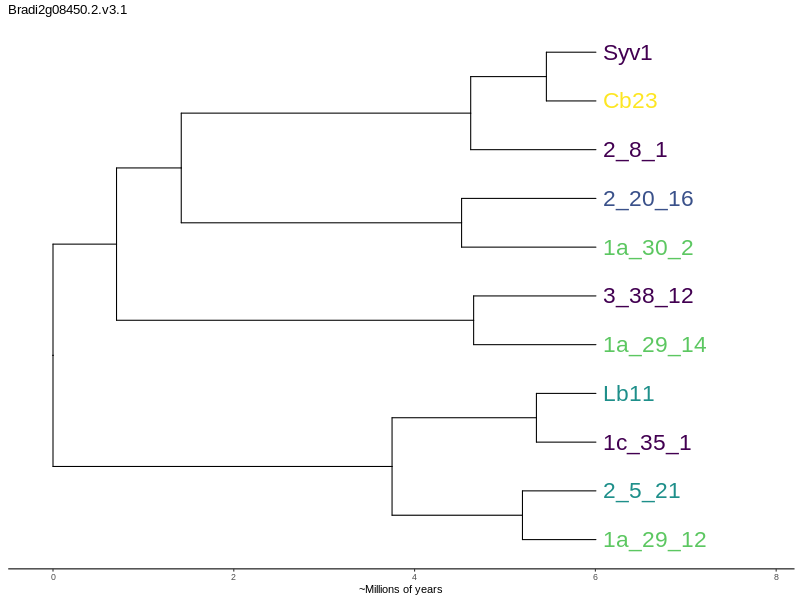 Bradi2g08450.2.v3.1
Syv1
Cb23
2_8_1
2_20_16
1a_30_2
3_38_12
1a_29_14
Lb11
1c_35_1
2_5_21
1a_29_12
0 2 4 6 8
~Millions of years